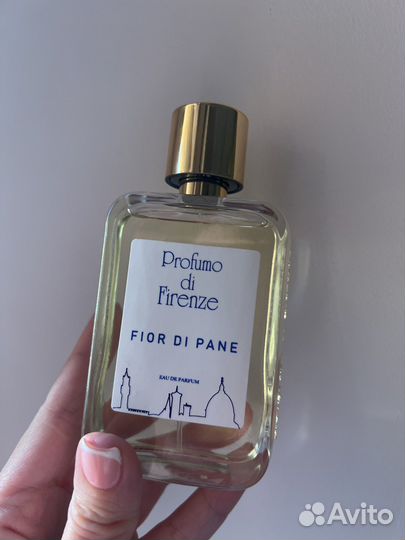 Profumo
di
Firenze
FIOR DI PANE
EAU DE PARFUM
Avito